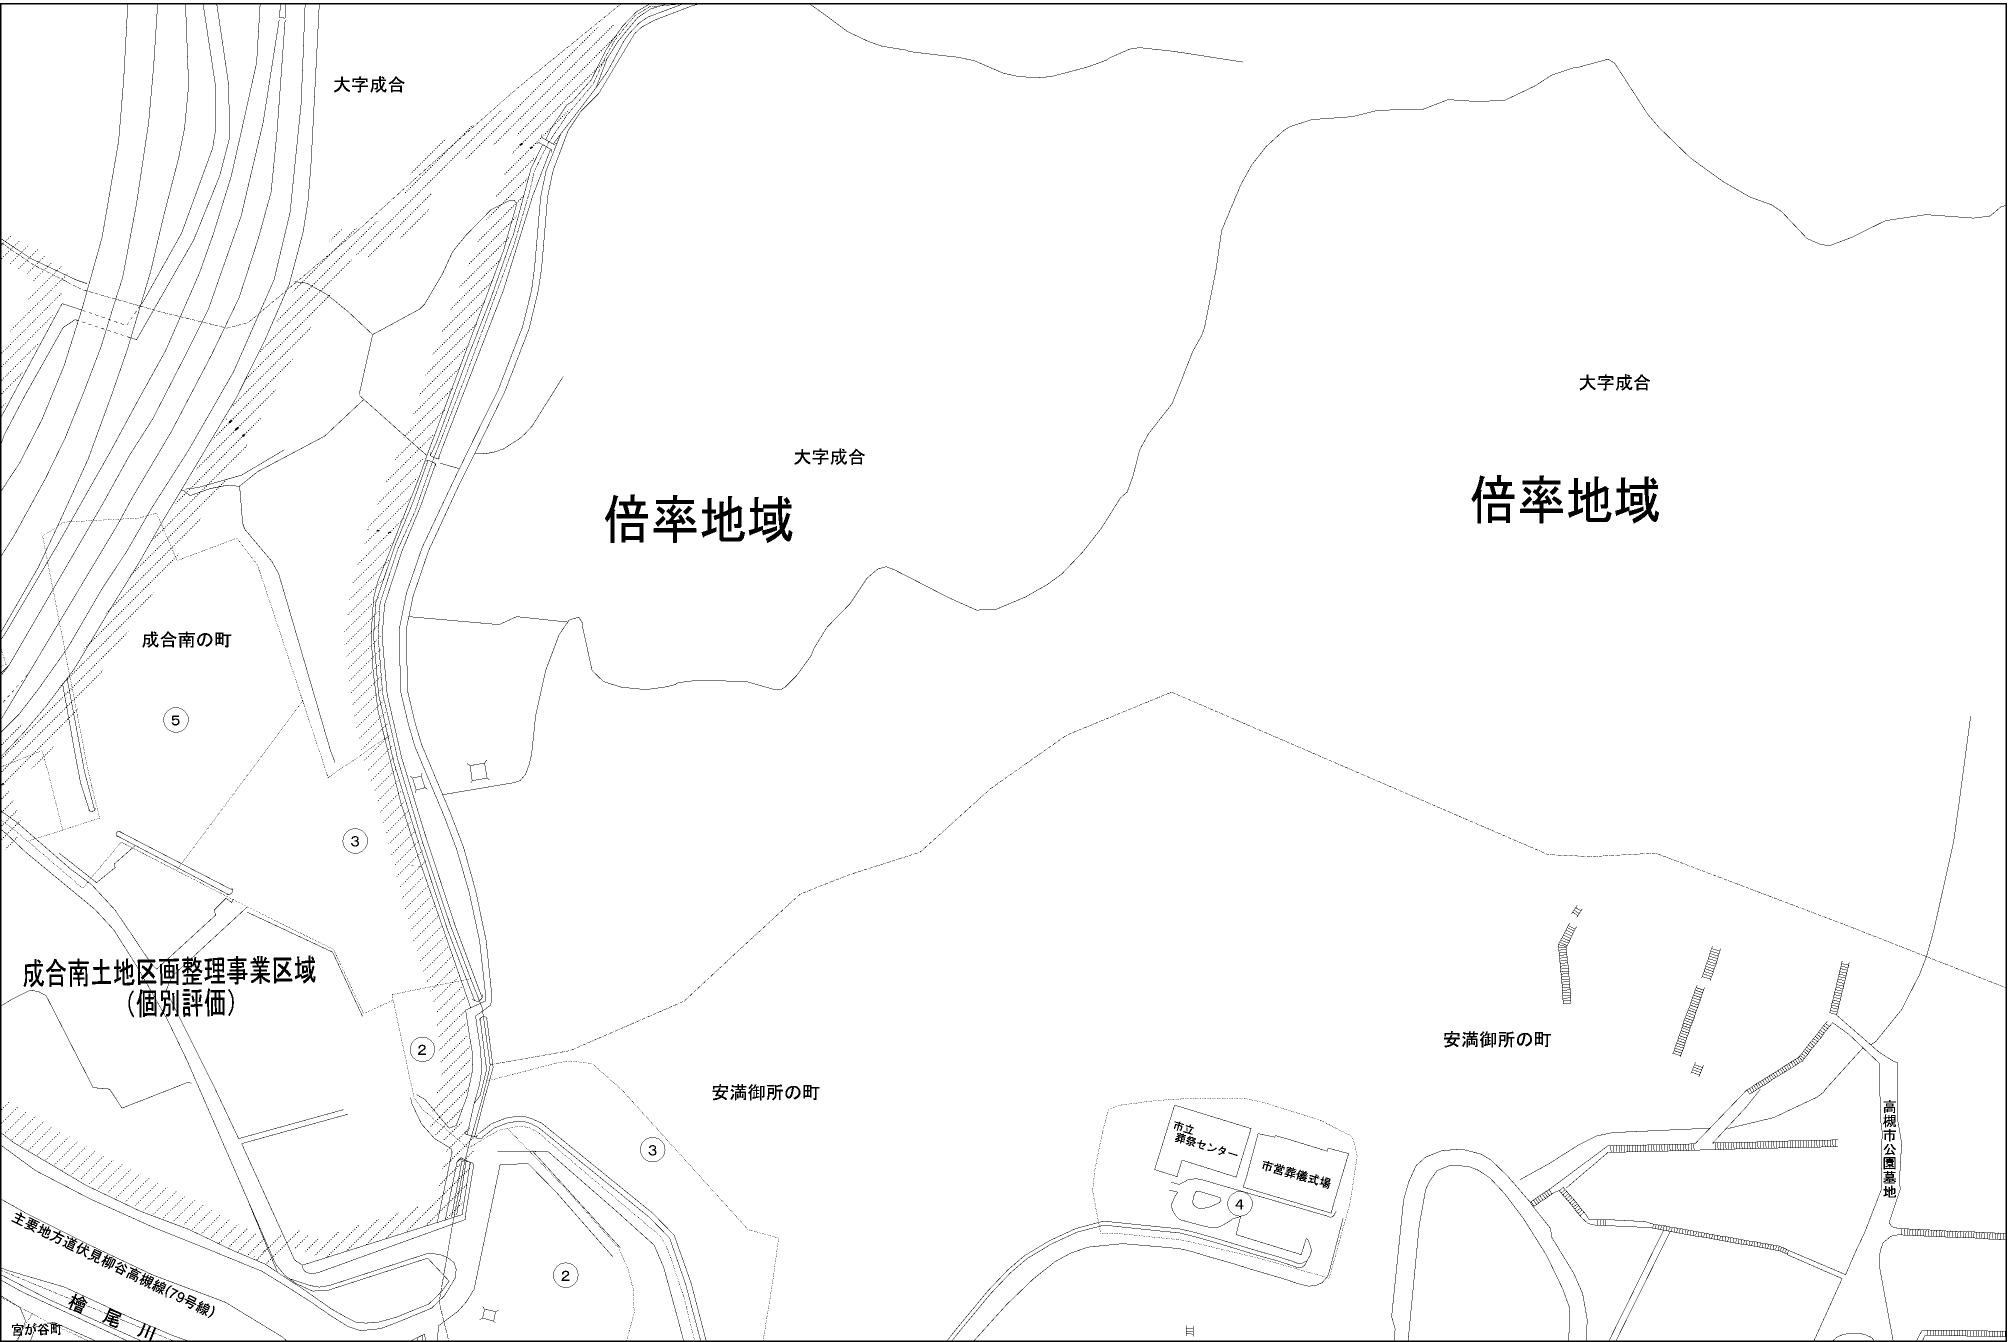 大字成合
大字成合
大字成合
倍率地域
倍率地域
成合南の町
5
3
成合南土地区画整理事業区域
(個別評価)
2
安満御所の町
安満御所の町
3
市立
葬祭センター
市営葬儀式場
4
高槻市公園墓地
主要地方道伏見柳谷高槻線(79号線)
2
檜尾川
宮が谷町